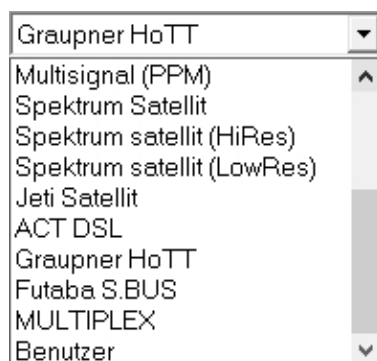 Graupner HoTT
Multisignal (PPM)
Spektrum Satellit
Spektrum satellit (HiRes)
Spektrum satellit (LowRes)
Jeti Satellit
ACT DSL
Graupner HoTT
Futaba S.BUS
MULTIPLEX
Benutzer